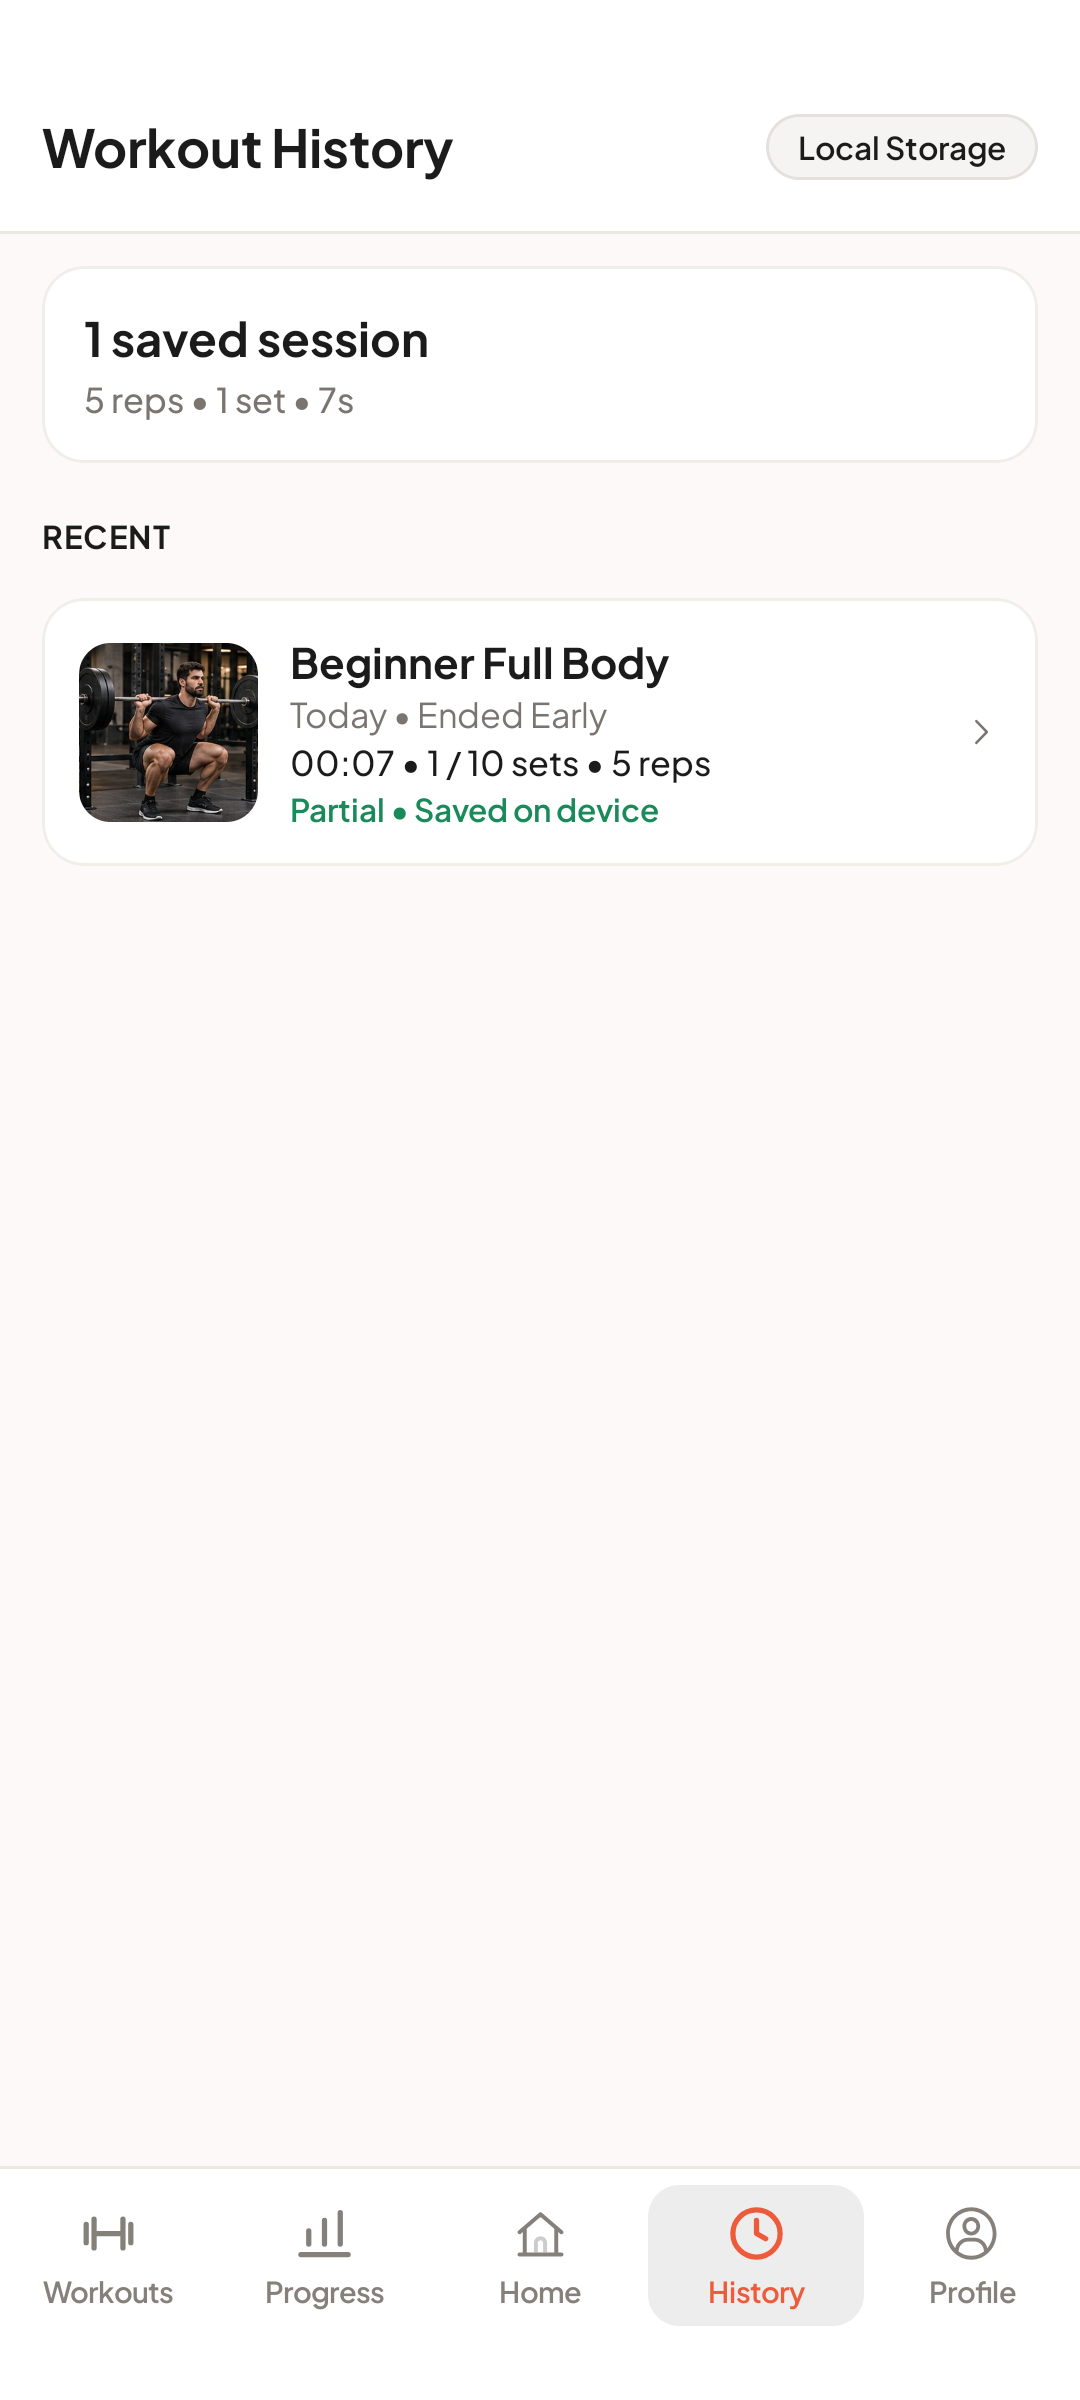 Workout History
Local Storage
1 saved session
5 reps • 1 set • 7s
RECENT
Beginner Full Body
Today • Ended Early
00:07 • 1 / 10 sets • 5 reps
Partial • Saved on device
Workouts
Progress
Home
History
Profile